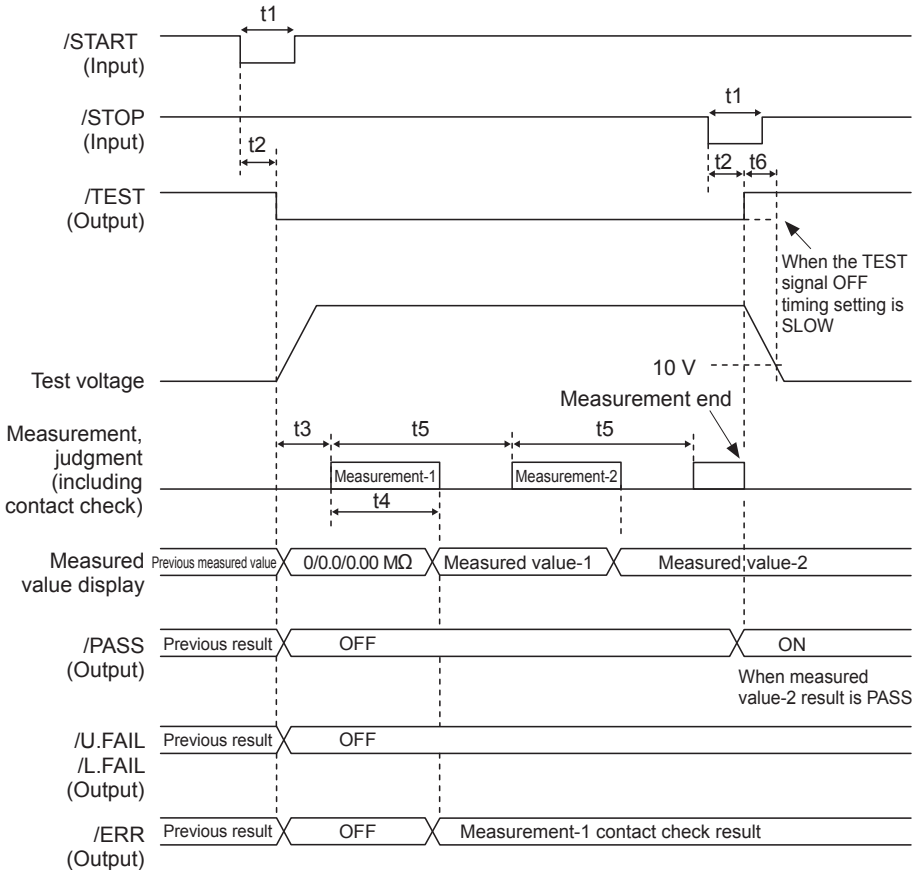 t1
/START
(Input)
t1
/STOP
(Input)
t2
t2
t6
/TEST
(Output)
When the TEST
signal OFF
timing setting is
SLOW
10 V
Test voltage
Measurement end
Measurement,
judgment
(including
contact check)
t3
t5
t5
Measurement-1
Measurement-2
t4
Measured
value display
Previous measured value
0/0.0/0.00 MΩ
Measured value-1
Measured value-2
/PASS
(Output)
Previous result
OFF
ON
When measured
value-2 result is PASS
/U.FAIL
/L.FAIL
(Output)
Previous result
OFF
/ERR
(Output)
Previous result
OFF
Measurement-1 contact check result